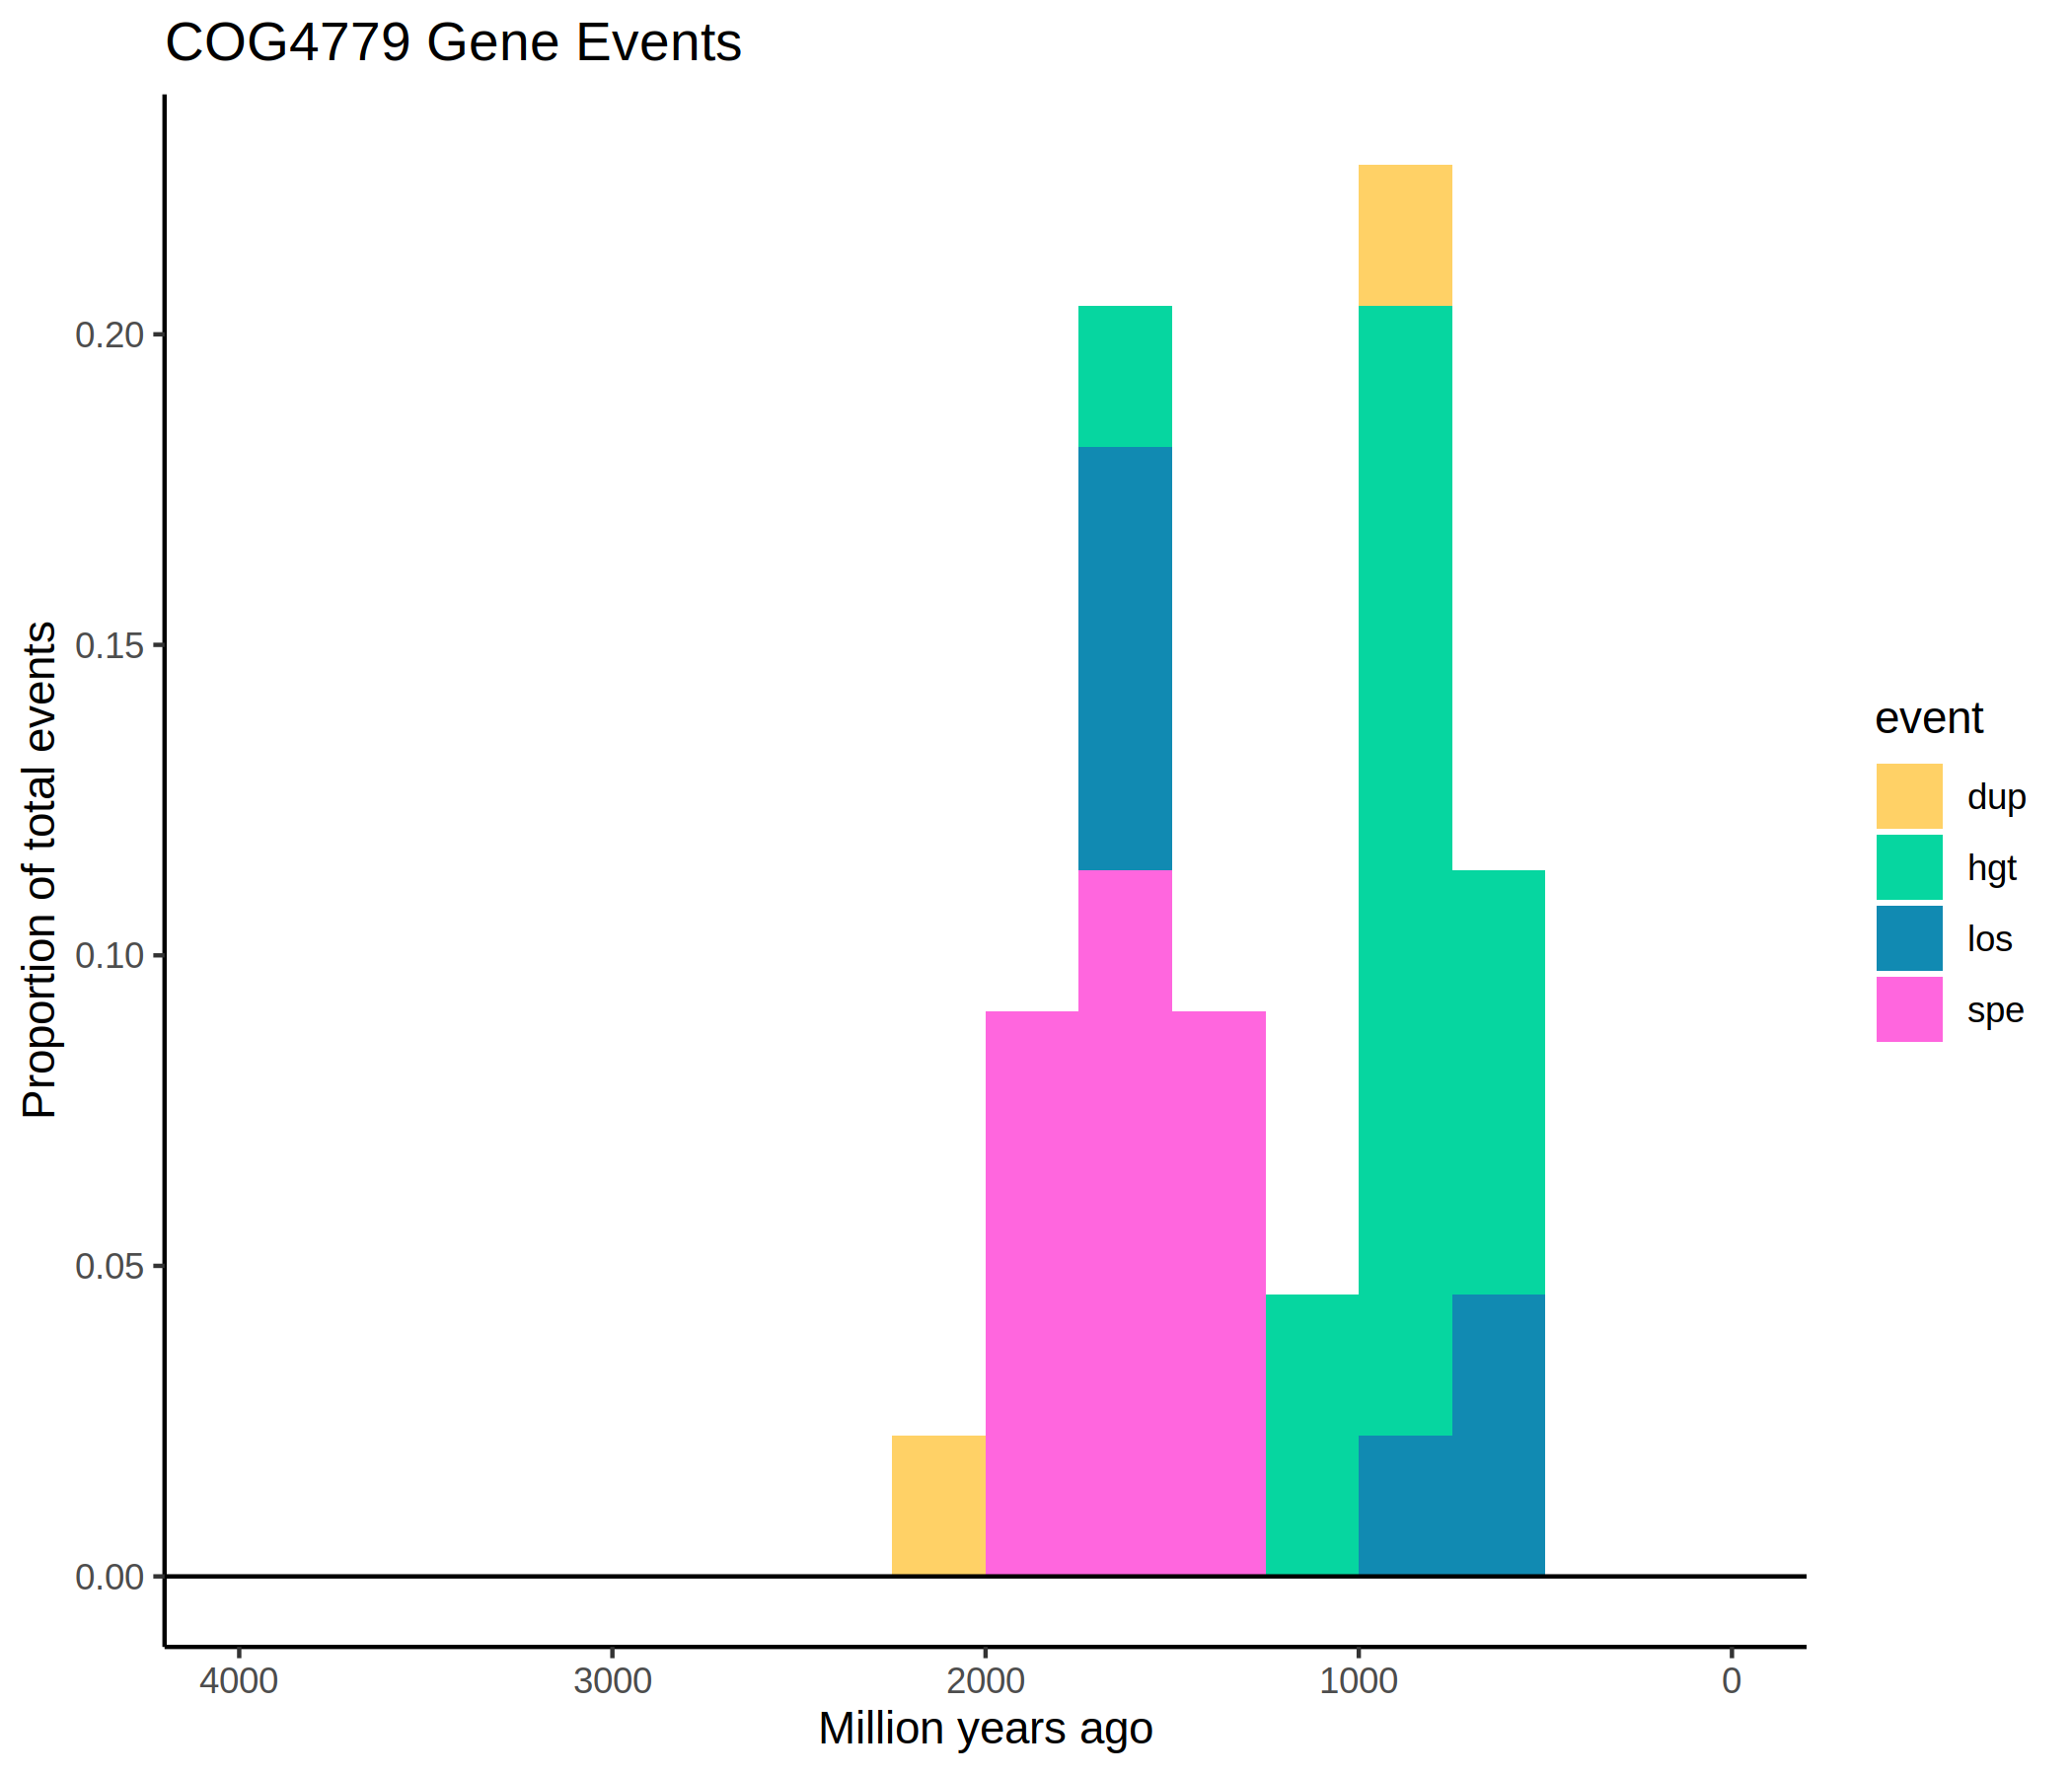 COG4779 Gene Events
Proportion of total events
0.20
0.15
0.10
0.05
0.00
4000 3000 2000 1000 0
Million years ago
event
dup
hgt
los
spe